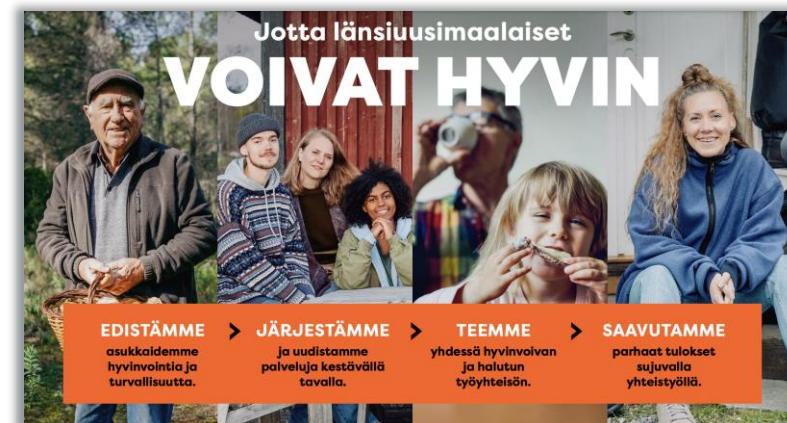 Jotta länsiuusimaalaiset
VOIVAT HYVIN
EDISTÄMME
asukkaidemme
hyvinvointia ja
turvallisuutta.
>
JÄRJESTÄMME
ja uudistamme
palveluja kestävällä
tavalla.
>
TEEMME
yhdessä hyvinvoivan
ja halutun
työyhteisön.
>
SAAVUTAMME
parhaat tulokset
sujuvalla
yhteistyöllä.